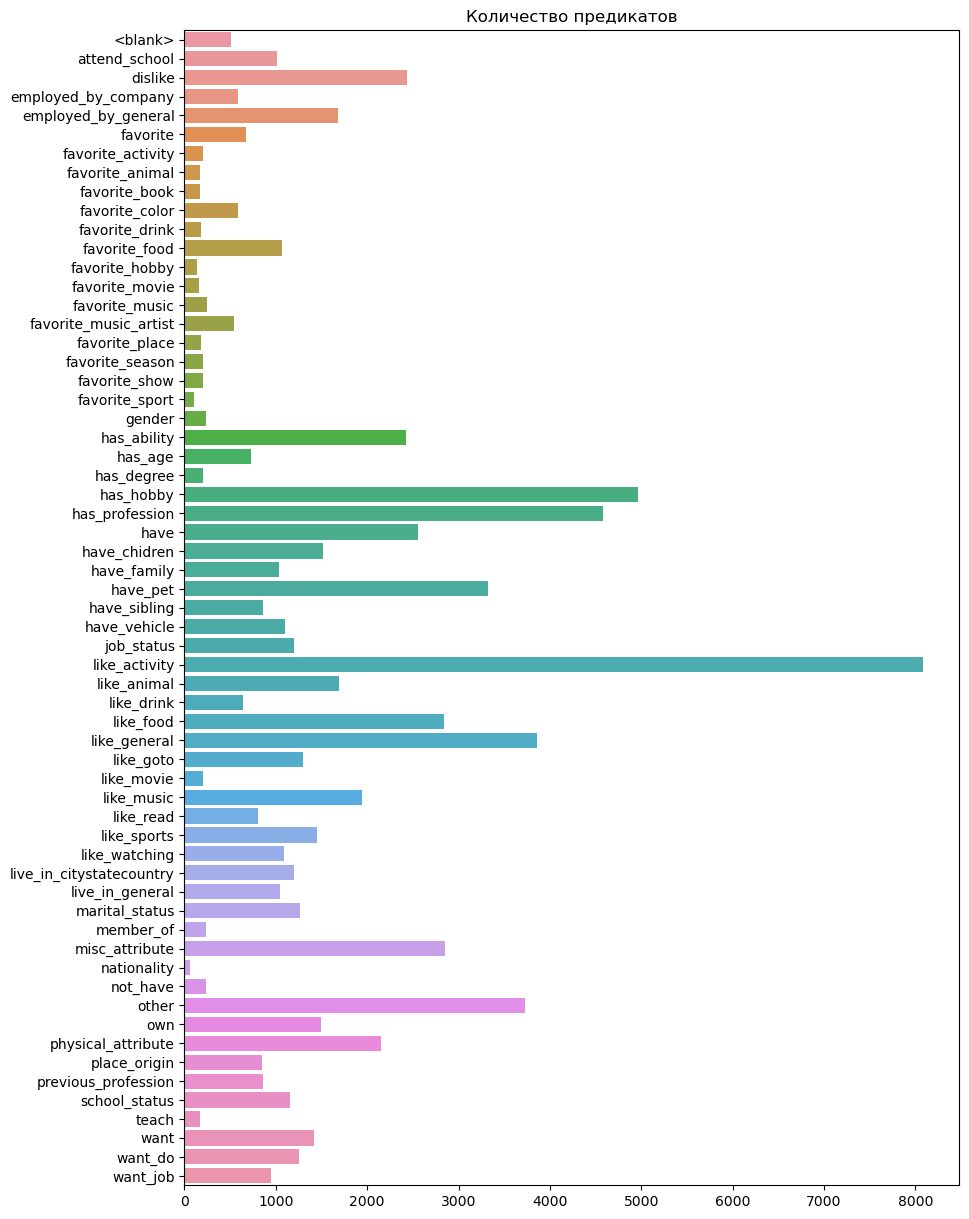 Количество предикатов
<blank>
attend_school
dislike
employed_by_company
employed_by_general
favorite
favorite_activity
favorite_animal
favorite_book
favorite_color
favorite_drink
favorite_food
favorite_hobby
favorite_movie
favorite_music
favorite_music_artist
favorite_place
favorite_season
favorite_show
favorite_sport
gender
has_ability
has_age
has_degree
has_hobby
has_profession
have
have_chidren
have_family
have_pet
have_sibling
have_vehicle
job_status
like_activity
like_animal
like_drink
like_food
like_general
like_goto
like_movie
like_music
like_read
like_sports
like_watching
live_in_citystatecountry
live_in_general
marital_status
member_of
misc_attribute
nationality
not_have
other
own
physical_attribute
place_origin
previous_profession
school_status
teach
want
want_do
want_job
0 1000 2000 3000 4000 5000 6000 7000 8000